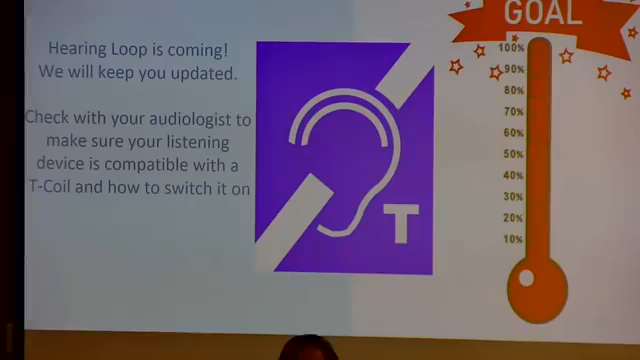 Hearing Loop is coming!
We will keep you updated.
Check with your audiologist to
make sure your listening
device is compatible with a
T-Coil and how to switch it on
T
GOAL
100%
90%
80%
70%
60%
50%
40%
30%
20%
10%